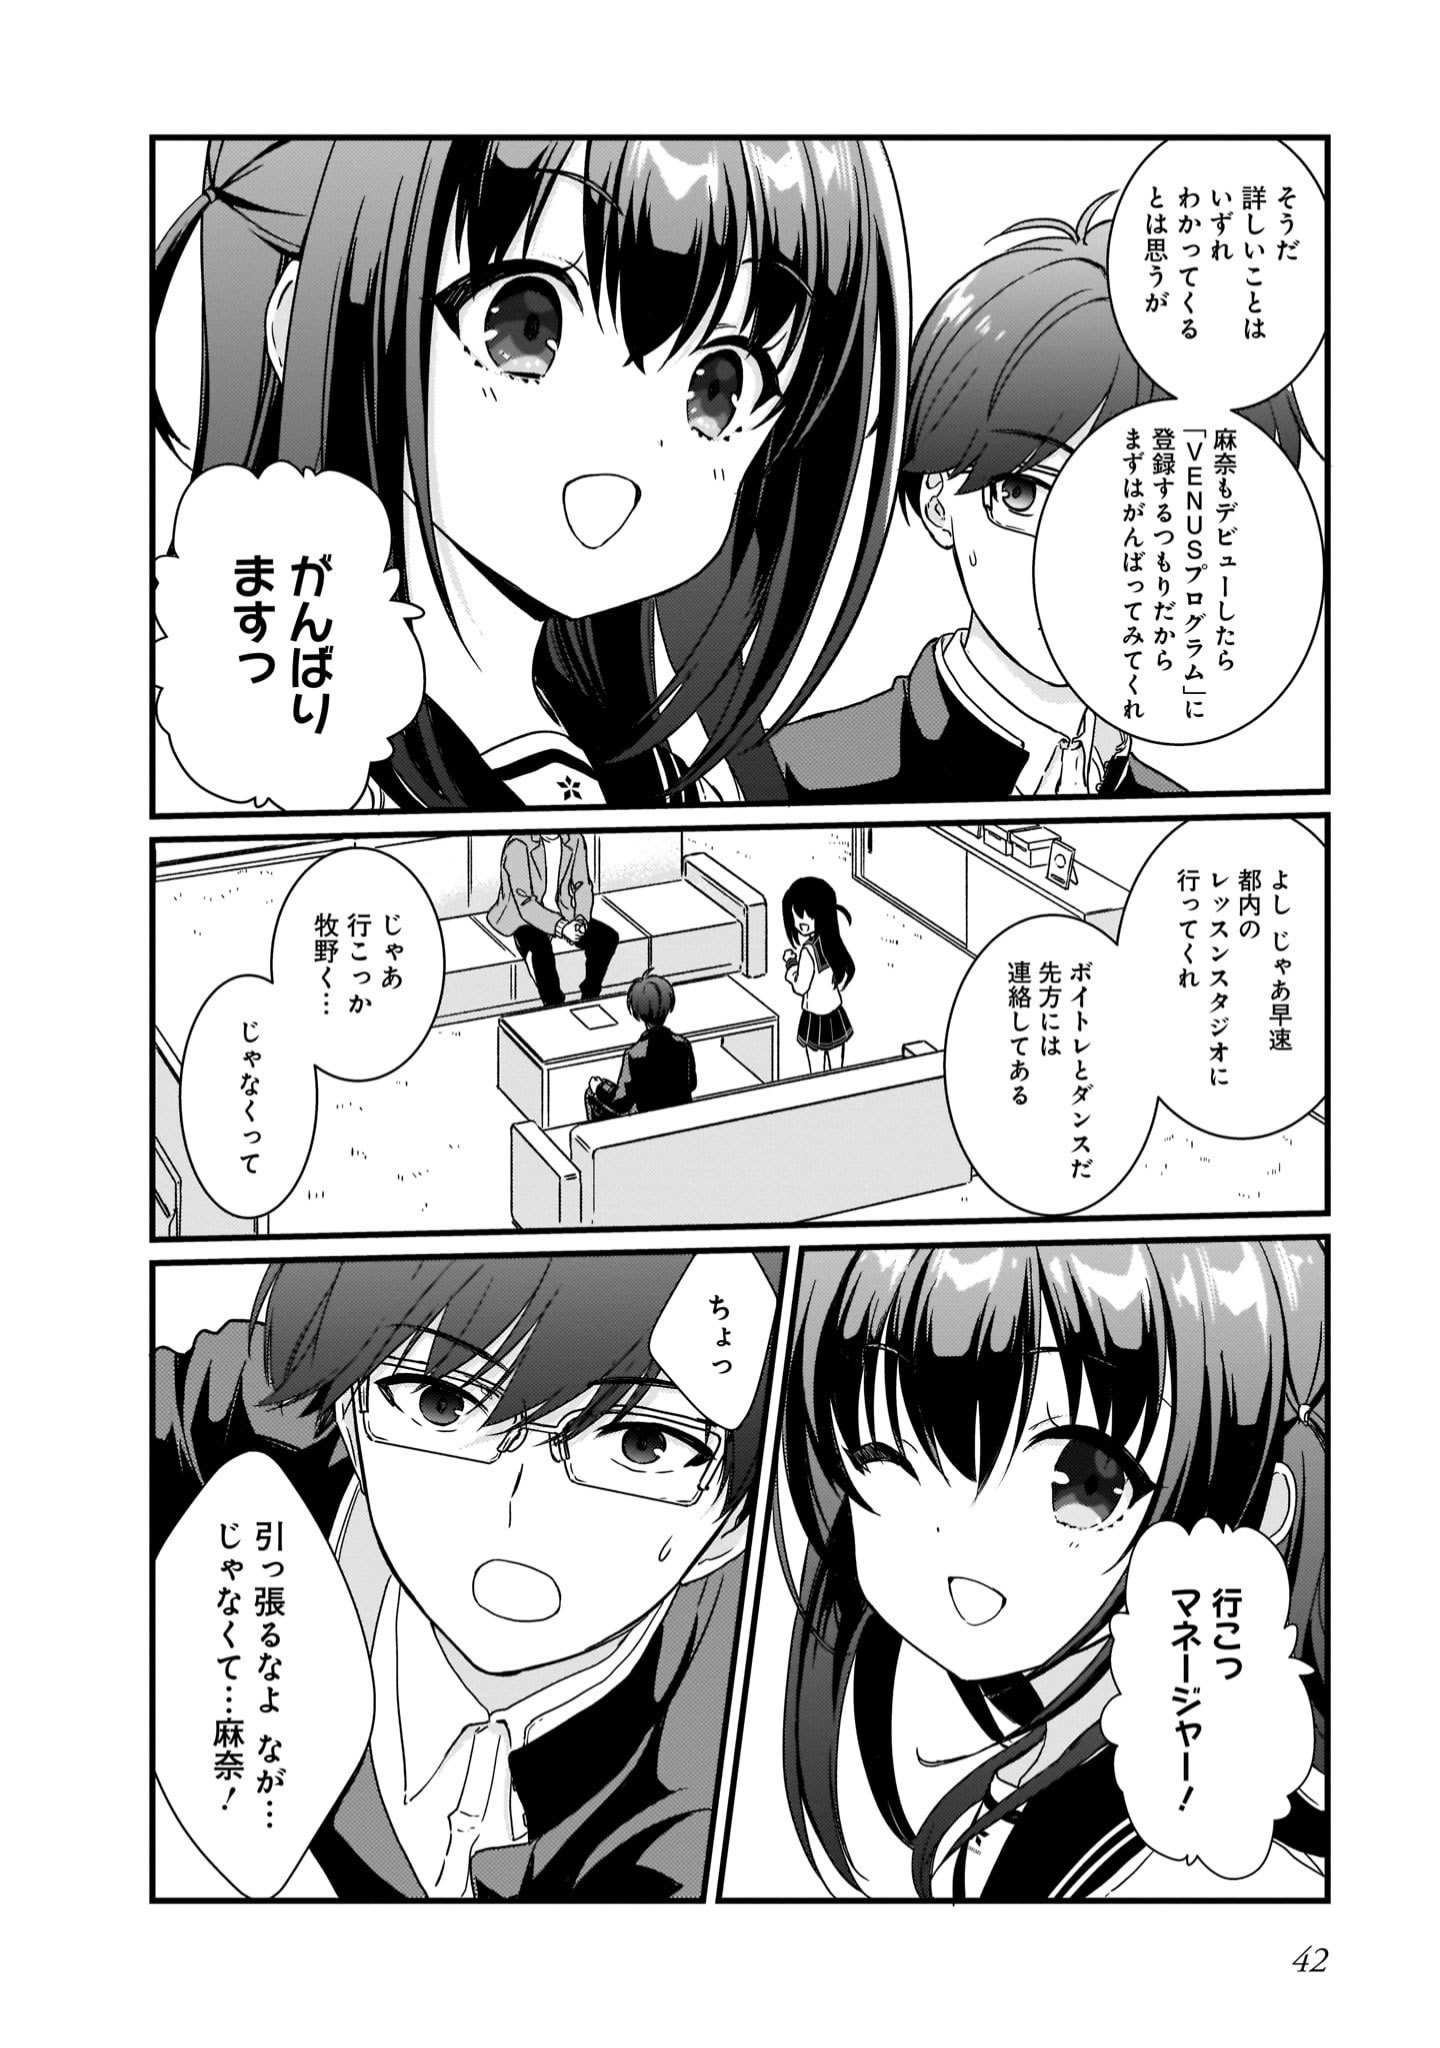 そうだ
詳しいことは
いずれ
わかってくる
とは思うが
麻奈もデビューしたら
「VENUSプログラム」に
登録するつもりだから
まずはがんばってみてくれ
がんばり
ますっ
よし じゃあ早速
都内の
レッスンスタジオに
行ってくれ
ボイトレとダンスだ
先方には
連絡してある
じゃあ
行こっか
牧野く…
じゃなくって
行こっ
マネージャー!
ちょっ
引っ張るなよ なが…
じゃなくて…麻奈!
42